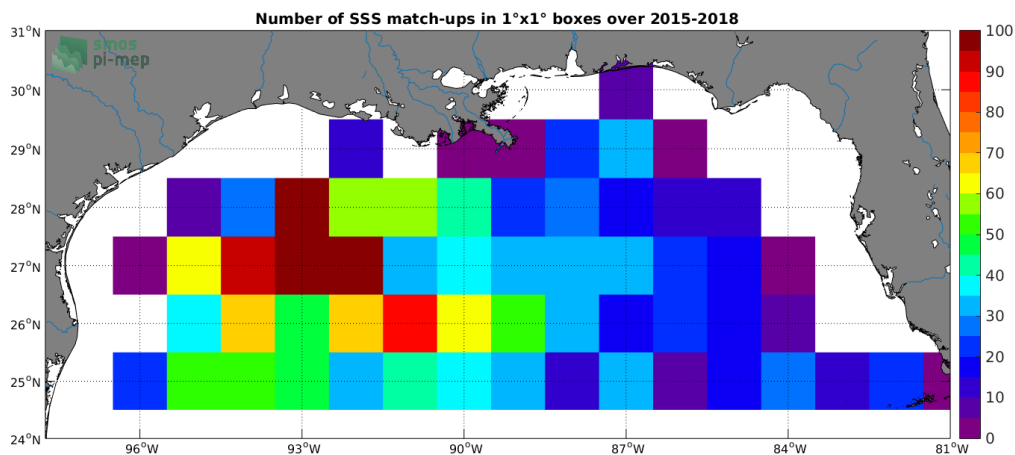 Number of SSS match-ups in 1°x1° boxes over 2015-2018
smos
pi-mep
31°N
30°N
29°N
28°N
27°N
26°N
25°N
24°N
96°W
93°W
90°W
87°W
84°W
81°W
100
90
80
70
60
50
40
30
20
10
0